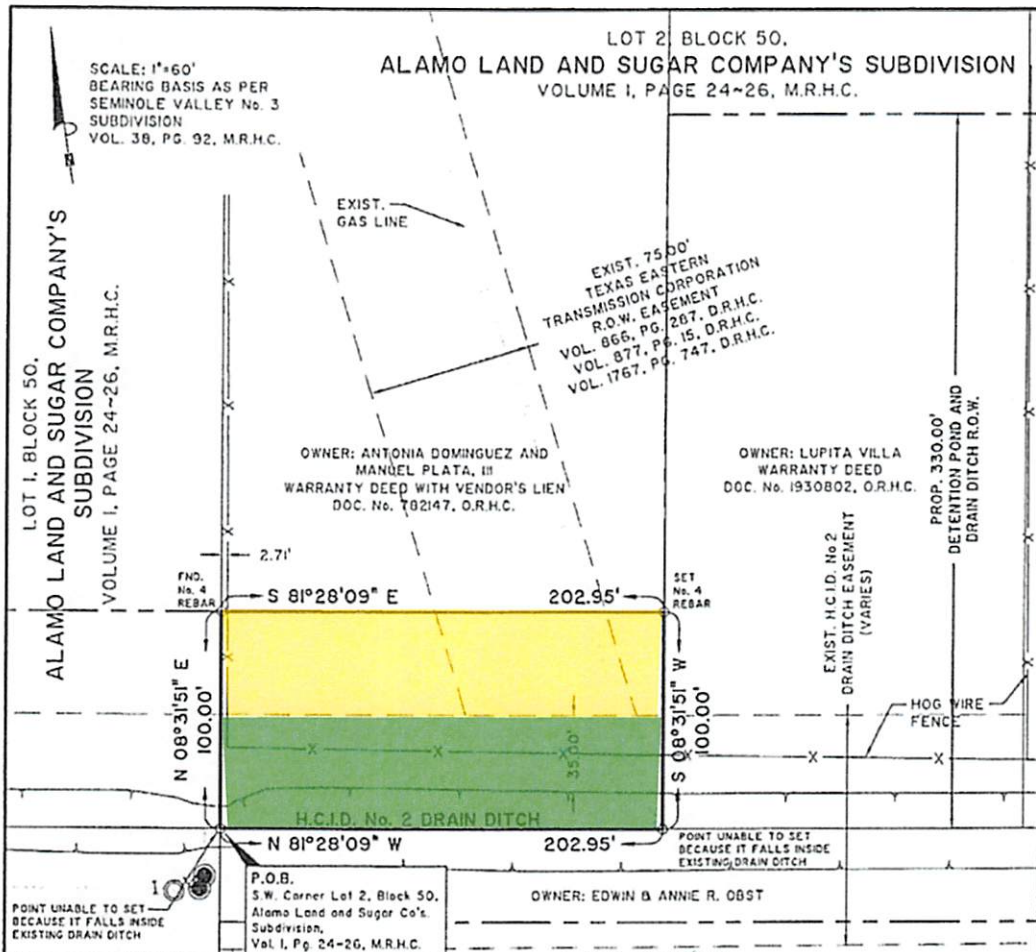 LOT 2, BLOCK 50,
ALAMO LAND AND SUGAR COMPANY'S SUBDIVISION
VOLUME 1, PAGE 24~26, M.R.H.C.
SCALE: 1"=60'
BEARING BASIS AS PER
SEMINOLE VALLEY No. 3
SUBDIVISION
VOL. 38, PG. 92, M.R.H.C.
N
LOT 1, BLOCK 50,
ALAMO LAND AND SUGAR COMPANY'S
SUBDIVISION
VOLUME 1, PAGE 24~26, M.R.H.C.
EXIST.
GAS LINE
EXIST. 75.00'
TEXAS EASTERN
TRANSMISSION CORPORATION
R.O.W. EASEMENT
VOL. 866, PG. 287, D.R.H.C.
VOL. 877, PG. 15, D.R.H.C.
VOL. 1767, PG. 747, D.R.H.C.
OWNER: ANTONIA DOMINGUEZ AND
MANUEL PLATA, III
WARRANTY DEED WITH VENDOR'S LIEN
DOC. No. 782147, O.R.H.C.
OWNER: LUPITA VILLA
WARRANTY DEED
DOC. No. 1930802, O.R.H.C.
PROP. 330.00'
DETENTION POND AND
DRAIN DITCH R.O.W.
EXIST. H.C.I.D. No 2
DRAIN DITCH EASEMENT
(VARIES)
2.71'
FND.
No. 4
REBAR
S 81°28'09" E 202.95'
SET
No. 4
REBAR
N 08°31'51" E
100.00'
S 08°31'51" W
100.00'
35.00'
HOG WIRE
FENCE
H.C.I.D. No. 2 DRAIN DITCH
N 81°28'09" W 202.95'
POINT UNABLE TO SET
BECAUSE IT FALLS INSIDE
EXISTING DRAIN DITCH
1
POINT UNABLE TO SET
BECAUSE IT FALLS INSIDE
EXISTING DRAIN DITCH
P.O.B.
S.W. Corner Lot 2, Block 50,
Alamo Land and Sugar Co's.
Subdivision,
Vol. 1, Pg. 24-26, M.R.H.C.
OWNER: EDWIN & ANNIE R. OBST